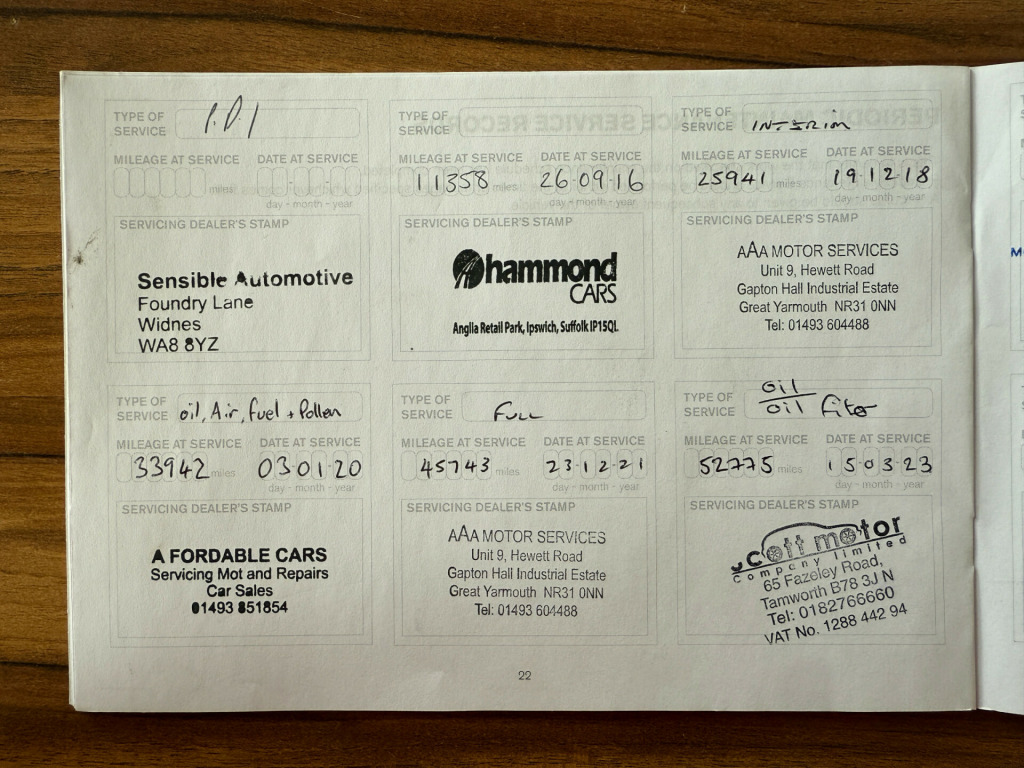 TYPE OF SERVICE P.D.I
MILEAGE AT SERVICE DATE AT SERVICE
miles
day - month - year
SERVICING DEALER'S STAMP
Sensible Automotive
Foundry Lane
Widnes
WA8 8YZ
TYPE OF SERVICE
MILEAGE AT SERVICE DATE AT SERVICE
11358 miles 26·09·16
day - month - year
SERVICING DEALER'S STAMP
hammond
CARS
Anglia Retail Park, Ipswich, Suffolk IP15QL
TYPE OF SERVICE INTERIM
MILEAGE AT SERVICE DATE AT SERVICE
25941 miles 19·12·18
day - month - year
SERVICING DEALER'S STAMP
AAA MOTOR SERVICES
Unit 9, Hewett Road
Gapton Hall Industrial Estate
Great Yarmouth NR31 0NN
Tel: 01493 604488
TYPE OF SERVICE oil, Air, fuel + Pollen
MILEAGE AT SERVICE DATE AT SERVICE
33942 miles 03·01·20
day - month - year
SERVICING DEALER'S STAMP
A FORDABLE CARS
Servicing Mot and Repairs
Car Sales
01493 851854
TYPE OF SERVICE FULL
MILEAGE AT SERVICE DATE AT SERVICE
45743 miles 23·12·21
day - month - year
SERVICING DEALER'S STAMP
AAA MOTOR SERVICES
Unit 9, Hewett Road
Gapton Hall Industrial Estate
Great Yarmouth NR31 0NN
Tel: 01493 604488
Oil
TYPE OF SERVICE Oil
MILEAGE AT SERVICE DATE AT SERVICE
52775 miles 15·03·23
day - month - year
SERVICING DEALER'S STAMP
scott motor
Company limited
65 Fazeley Road,
Tamworth B78 3J N
Tel: 0182766660
VAT No. 1288 442 94
22